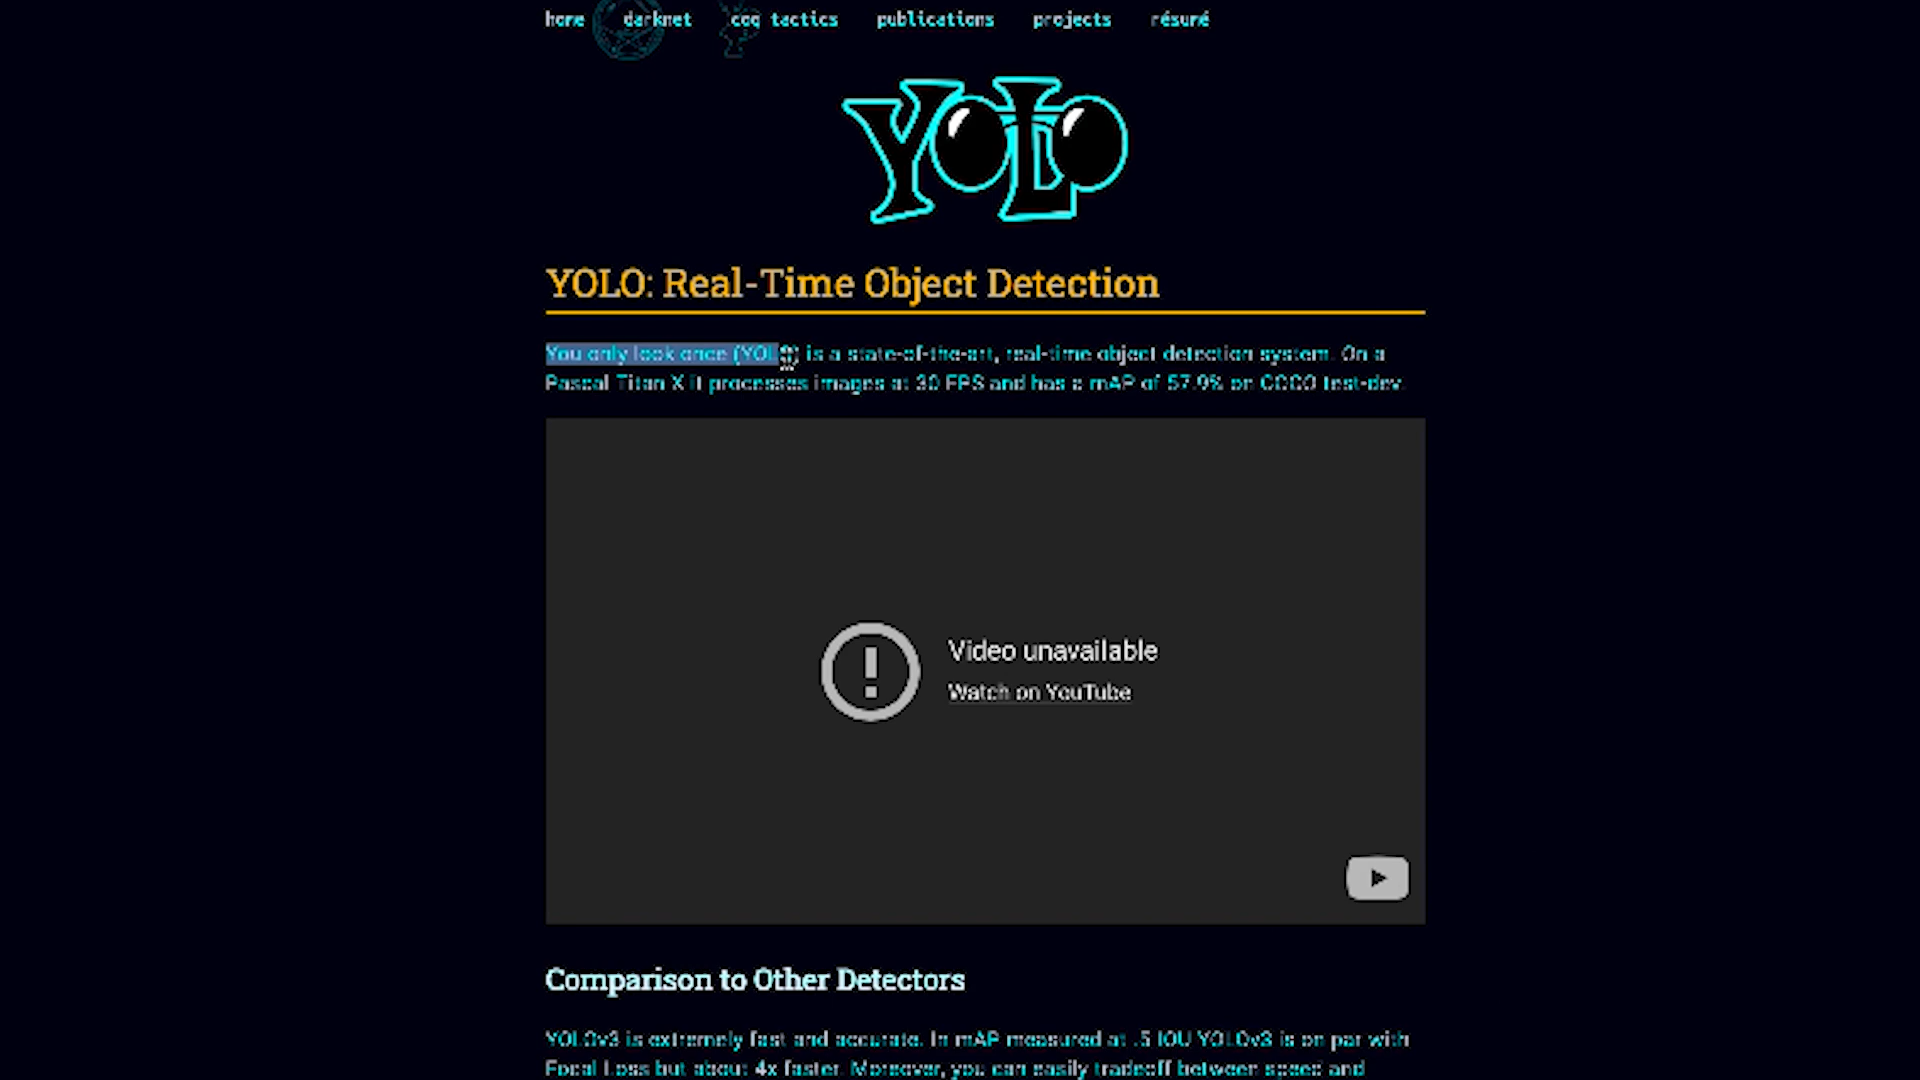 home darknet coq tactics publications projects résumé
YOLO
YOLO: Real-Time Object Detection
You only look once (YOLO) is a state-of-the-art, real-time object detection system. On a
Pascal Titan X it processes images at 30 FPS and has a mAP of 57.9% on COCO test-dev.
Video unavailable
Watch on YouTube
Comparison to Other Detectors
YOLOv3 is extremely fast and accurate. In mAP measured at .5 IOU YOLOv3 is on par with
Focal Loss but about 4x faster. Moreover, you can easily tradeoff between speed and